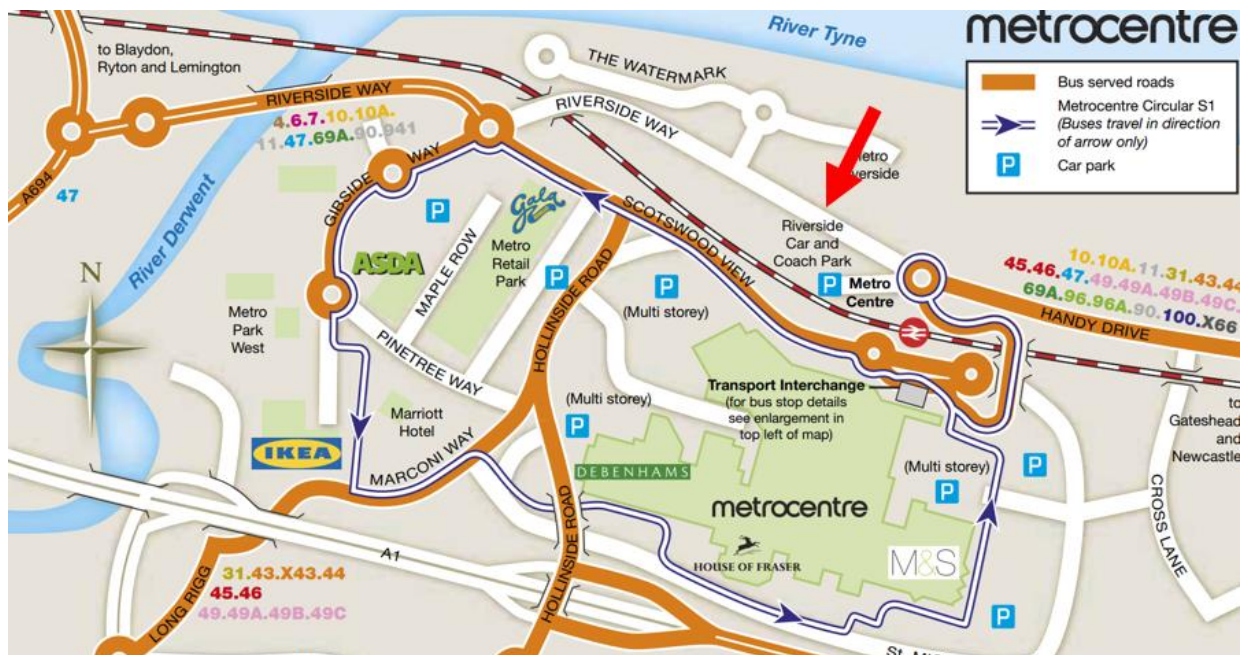 River Tyne
metrocentre
Bus served roads
Metrocentre Circular S1
(Buses travel in direction
of arrow only)
P
Car park
to Blaydon,
Ryton and Lemington
RIVERSIDE WAY
4.6.7.10.10A.
11.47.69A.90.941
THE WATERMARK
RIVERSIDE WAY
A694
47
River Derwent
GIBSIDE WAY
P
Gala
ASDA
MAPLE ROW
Metro
Retail
Park
P
SCOTSWOOD VIEW
Riverside
Car and
Coach Park
P
Metro
Centre
10.10A.11.31.43.44
45.46.47.49.49A.49B.49C.
69A.96.96A.90.100.X66
HANDY DRIVE
N
Metro
Park
West
PINETREE WAY
HOLLINSIDE ROAD
P
(Multi storey)
Transport Interchange
(for bus stop details
see enlargement in
top left of map)
to
Gateshead
and
Newcastle
Marriott
Hotel
(Multi storey)
P
IKEA
MARCONI WAY
DEBENHAMS
metrocentre
(Multi storey)
P
P
CROSS LANE
HOUSE OF FRASER
M&S
P
A1
HOLLINSIDE ROAD
LONG RIGG
31.43.X43.44
45.46
49.49A.49B.49C